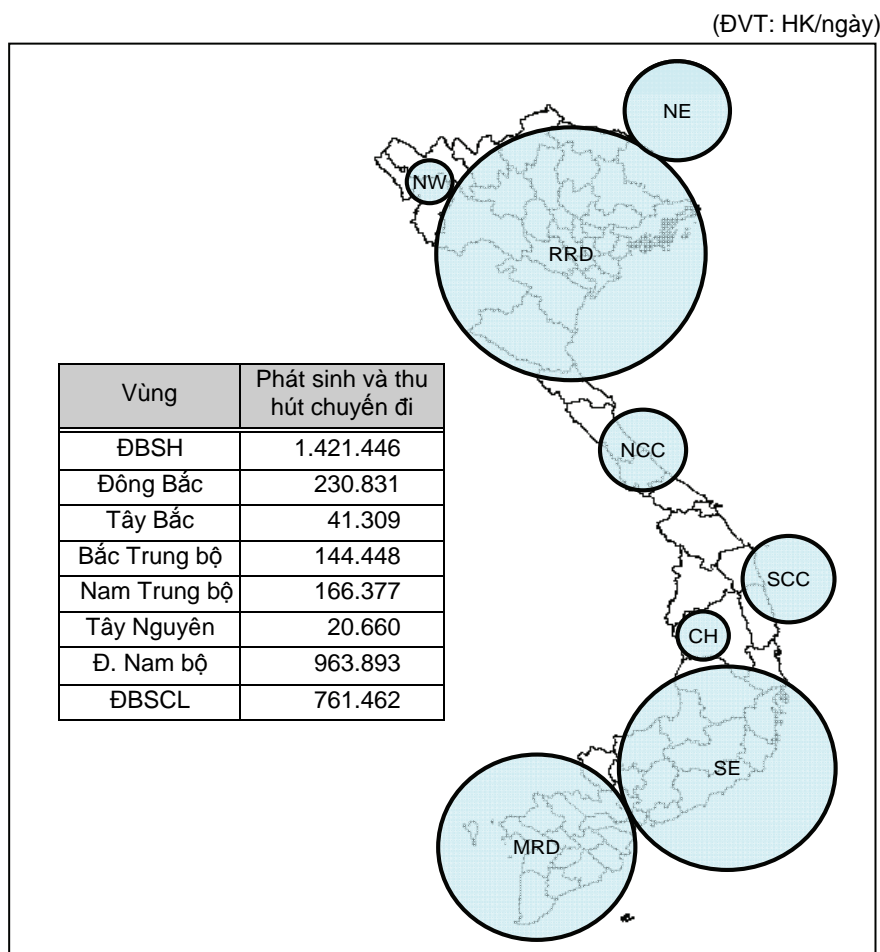 (ĐVT: HK/ngày)
NE
NW
RRD
Vùng
Phát sinh và thu
hút chuyến đi
ĐBSH 1.421.446
Đông Bắc 230.831
Tây Bắc 41.309
Bắc Trung bộ 144.448
Nam Trung bộ 166.377
Tây Nguyên 20.660
Đ. Nam bộ 963.893
ĐBSCL 761.462
NCC
SCC
CH
SE
MRD